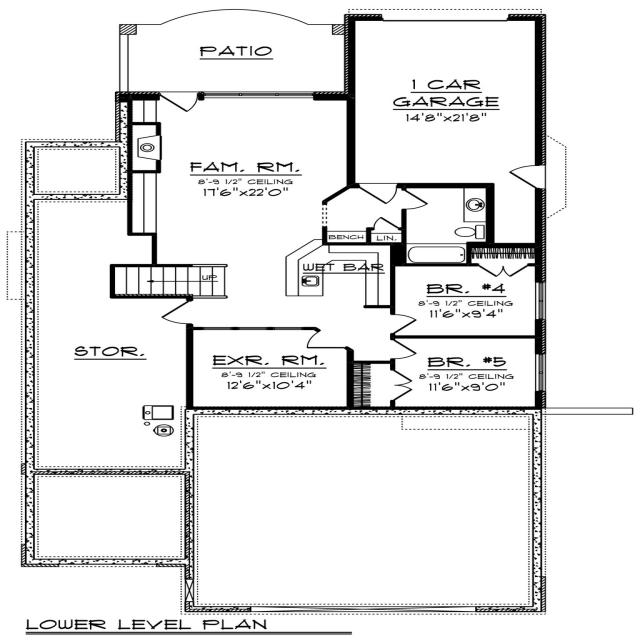 PATIO
1 CAR
GARAGE
14'8"x21'8"
FAM. RM.
8'-9 1/2" CEILING
17'6"x22'0"
BENCH
LIN.
WET BAR
UP
BR. #4
8'-9 1/2" CEILING
11'6"x9'4"
STOR.
EXR. RM.
8'-9 1/2" CEILING
12'6"x10'4"
BR. #5
8'-9 1/2" CEILING
11'6"x9'0"
LOWER LEVEL PLAN